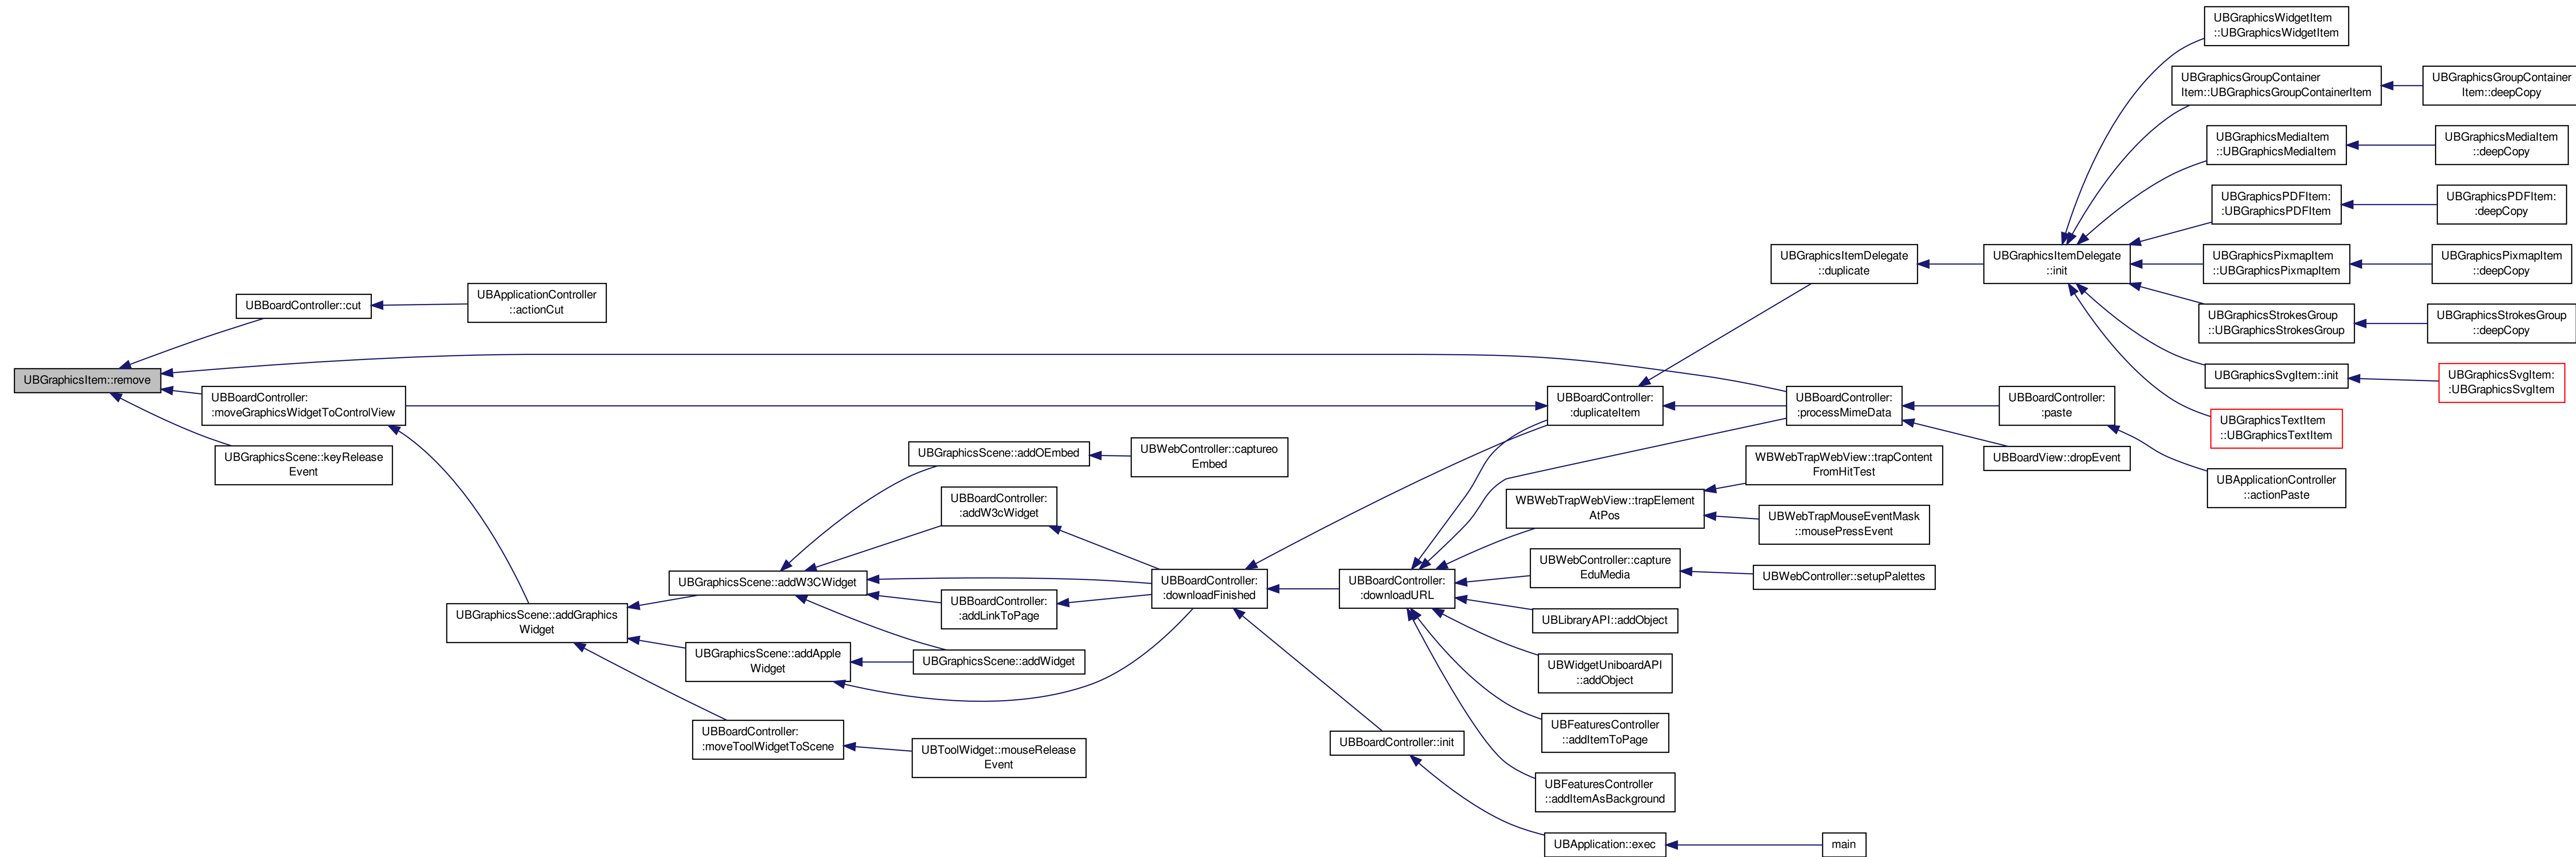 UBGraphicsItem::remove
UBBoardController::cut
UBApplicationController
::actionCut
UBBoardController:
:moveGraphicsWidgetToControlView
UBGraphicsScene::keyRelease
Event
UBGraphicsScene::addGraphics
Widget
UBGraphicsScene::addW3CWidget
UBGraphicsScene::addApple
Widget
UBBoardController:
:moveToolWidgetToScene
UBGraphicsScene::addOEmbed
UBBoardController:
:addW3cWidget
UBBoardController:
:addLinkToPage
UBGraphicsScene::addWidget
UBToolWidget::mouseRelease
Event
UBWebController::captureo
Embed
UBBoardController:
:downloadFinished
UBBoardController:
:downloadURL
UBBoardController::init
UBBoardController:
:duplicateItem
WBWebTrapWebView::trapElement
AtPos
UBWebController::capture
EduMedia
UBLibraryAPI::addObject
UBWidgetUniboardAPI
::addObject
UBFeaturesController
::addItemToPage
UBFeaturesController
::addItemAsBackground
UBApplication::exec
UBGraphicsItemDelegate
::duplicate
UBBoardController:
:processMimeData
WBWebTrapWebView::trapContent
FromHitTest
UBWebTrapMouseEventMask
::mousePressEvent
UBWebController::setupPalettes
main
UBGraphicsItemDelegate
::init
UBBoardController:
:paste
UBBoardView::dropEvent
UBGraphicsWidgetItem
::UBGraphicsWidgetItem
UBGraphicsGroupContainer
Item::UBGraphicsGroupContainerItem
UBGraphicsMediaItem
::UBGraphicsMediaItem
UBGraphicsPDFItem:
:UBGraphicsPDFItem
UBGraphicsPixmapItem
::UBGraphicsPixmapItem
UBGraphicsStrokesGroup
::UBGraphicsStrokesGroup
UBGraphicsSvgItem::init
UBGraphicsTextItem
::UBGraphicsTextItem
UBApplicationController
::actionPaste
UBGraphicsGroupContainer
Item::deepCopy
UBGraphicsMediaItem
::deepCopy
UBGraphicsPDFItem:
:deepCopy
UBGraphicsPixmapItem
::deepCopy
UBGraphicsStrokesGroup
::deepCopy
UBGraphicsSvgItem:
:UBGraphicsSvgItem